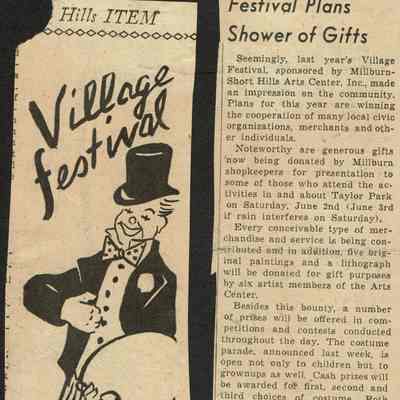 Hills ITEM
Village
festival
Festival Plans
Shower of Gifts
Seemingly, last year's Village
Festival, sponsored by Millburn-
Short Hills Arts Center, Inc., made
an impression on the community.
Plans for this year are winning
the cooperation of many local civic
organizations, merchants and oth-
er individuals.
Noteworthy are generous gifts
now being donated by Millburn
shopkeepers for presentation to
some of those who attend the ac-
tivities in and about Taylor Park
on Saturday, June 2nd (June 3rd
if rain interferes on Saturday).
Every conceivable type of mer-
chandise and service is being con-
tributed and in addition, five orig-
inal paintings and a lithograph
will be donated for gift purposes
by six artist members of the Arts
Center.
Besides this bounty, a number
of prizes will be offered in com-
petitions and contests conducted
throughout the day. The costume
parade, announced last week, is
open not only to children but to
grownups as well. Cash prizes will
be awarded for first, second and
third choices of costume. Both